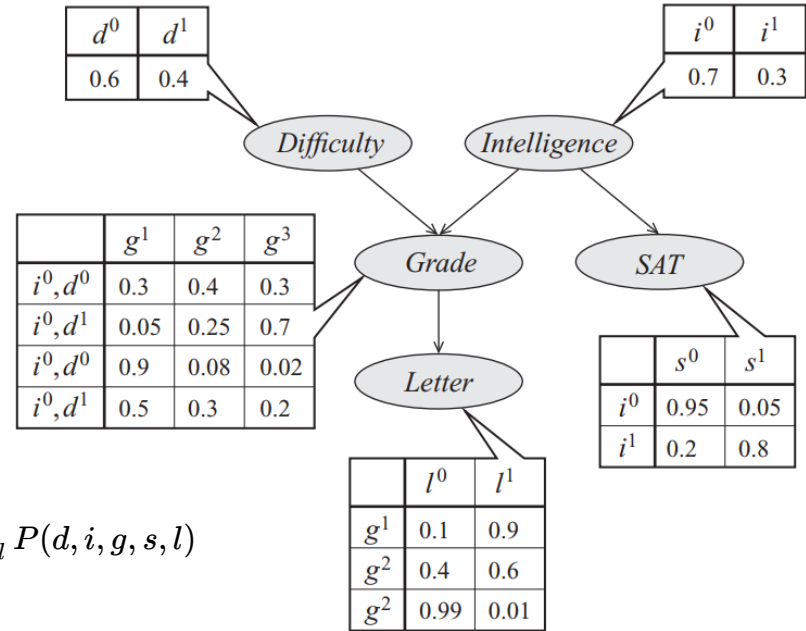 d⁰ d¹
0.6 0.4
i⁰ i¹
0.7 0.3
Difficulty
Intelligence
g¹ g² g³
i⁰,d⁰ 0.3 0.4 0.3
i⁰,d¹ 0.05 0.25 0.7
i⁰,d⁰ 0.9 0.08 0.02
i⁰,d¹ 0.5 0.3 0.2
Grade
SAT
Letter
s⁰ s¹
i⁰ 0.95 0.05
i¹ 0.2 0.8
l⁰ l¹
g¹ 0.1 0.9
g² 0.4 0.6
g² 0.99 0.01
l P(d, i, g, s, l)